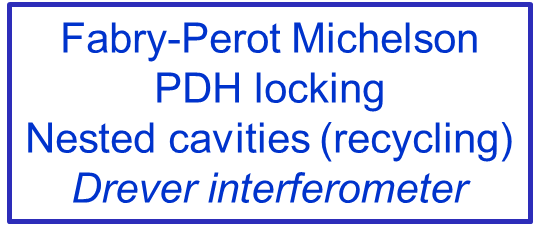 Fabry-Perot Michelson
PDH locking
Nested cavities (recycling)
Drever interferometer